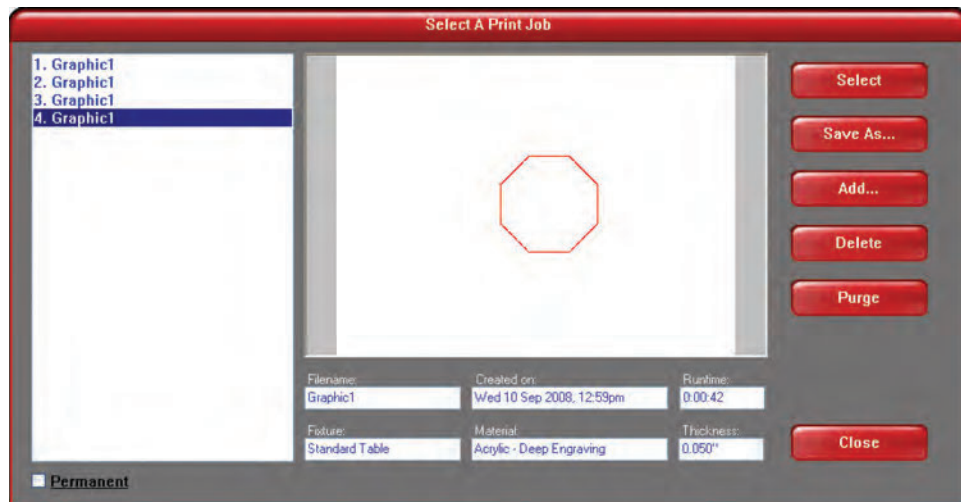 Select A Print Job
1. Graphic1
2. Graphic1
3. Graphic1
4. Graphic1
Select
Save As...
Add...
Delete
Purge
Filename:
Created on:
Runtime:
Graphic1
Wed 10 Sep 2008, 12:59pm
0:00:42
Fixture:
Material:
Thickness:
Standard Table
Acrylic - Deep Engraving
0.050"
Close
Permanent